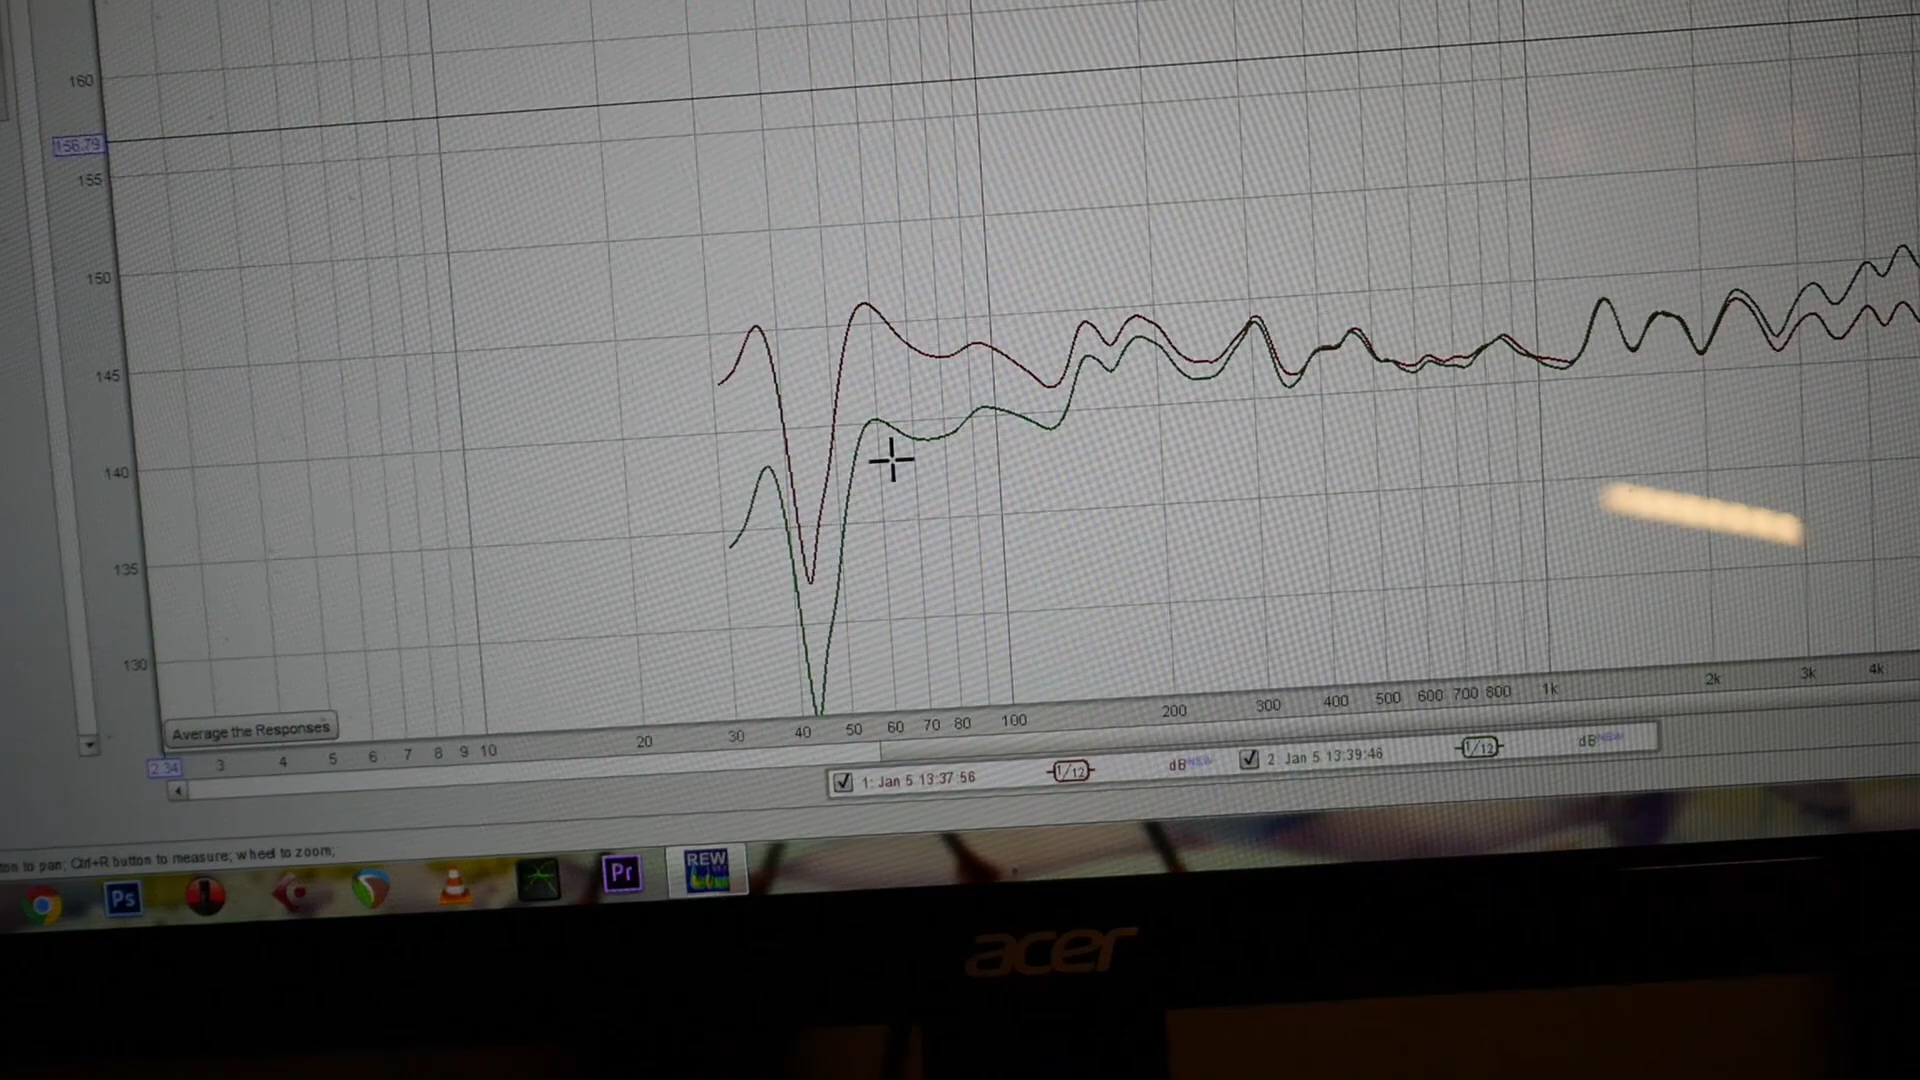 160
156.79
155
150
145
140
135
130
Average the Responses
2.34 3 4 5 6 7 8 9 10 20 30 40 50 60 70 80 100 200 300 400 500 600 700 800 1k 2k 3k 4k
1: Jan 5 13:37:56 1/12 dB 2: Jan 5 13:39:46 1/12 dB
to pan; Ctrl+R button to measure; wheel to zoom;
Ps Pr REW
acer